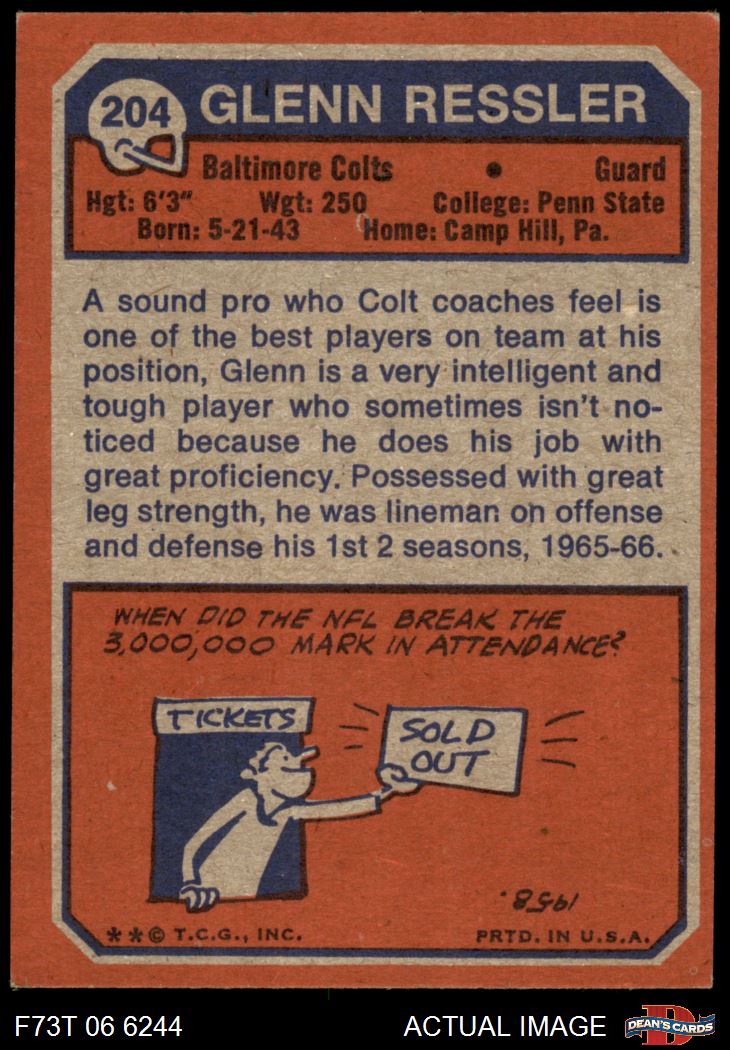 204 GLENN RESSLER
Baltimore Colts • Guard
Hgt: 6'3" Wgt: 250 College: Penn State
Born: 5-21-43 Home: Camp Hill, Pa.
A sound pro who Colt coaches feel is
one of the best players on team at his
position, Glenn is a very intelligent and
tough player who sometimes isn't no-
ticed because he does his job with
great proficiency. Possessed with great
leg strength, he was lineman on offense
and defense his 1st 2 seasons, 1965-66.
WHEN DID THE NFL BREAK THE
3,000,000 MARK IN ATTENDANCE?
TICKETS
SOLD
OUT
1958.
**© T.C.G., INC. PRTD. IN U.S.A.
F73T 06 6244 ACTUAL IMAGE D
DEAN'S CARDS